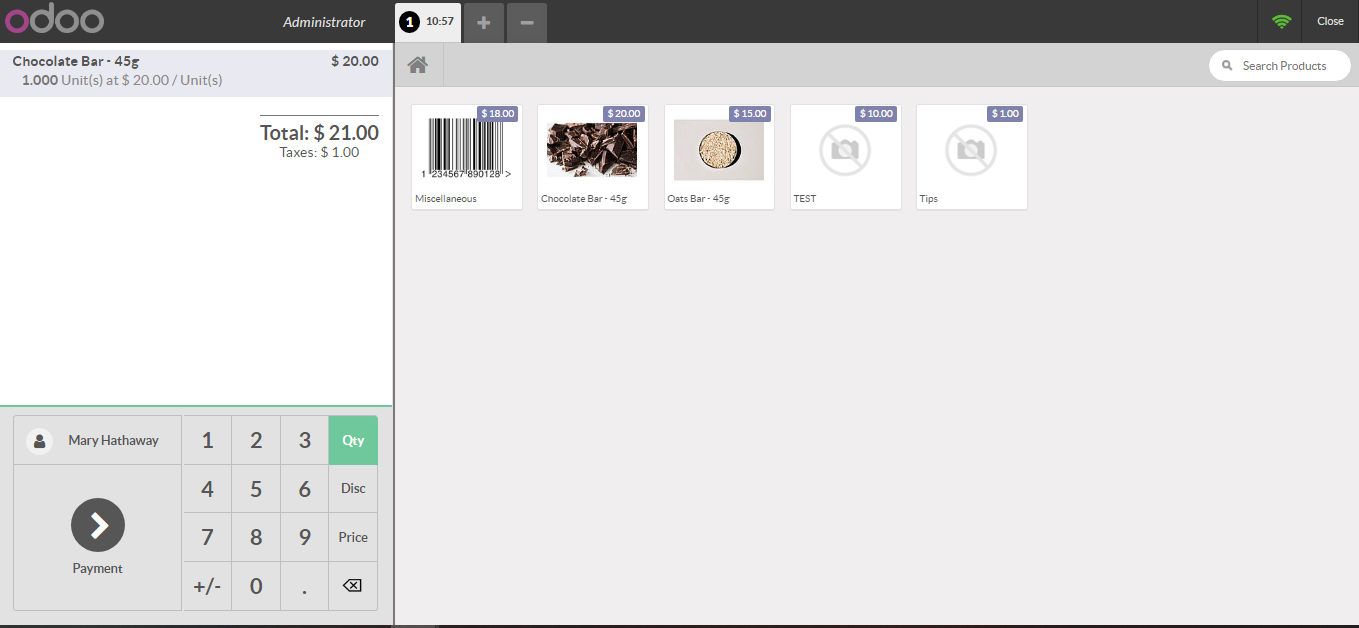 odoo
Administrator
1 10:57
Close
Chocolate Bar - 45g $ 20.00
1.000 Unit(s) at $ 20.00 / Unit(s)
Total: $ 21.00
Taxes: $ 1.00
Search Products
$ 18.00
1 234567 890128 >
Miscellaneous
$ 20.00
Chocolate Bar - 45g
$ 15.00
Oats Bar - 45g
$ 10.00
TEST
$ 1.00
Tips
Mary Hathaway
Payment
1 2 3 Qty
4 5 6 Disc
7 8 9 Price
+/- 0 .